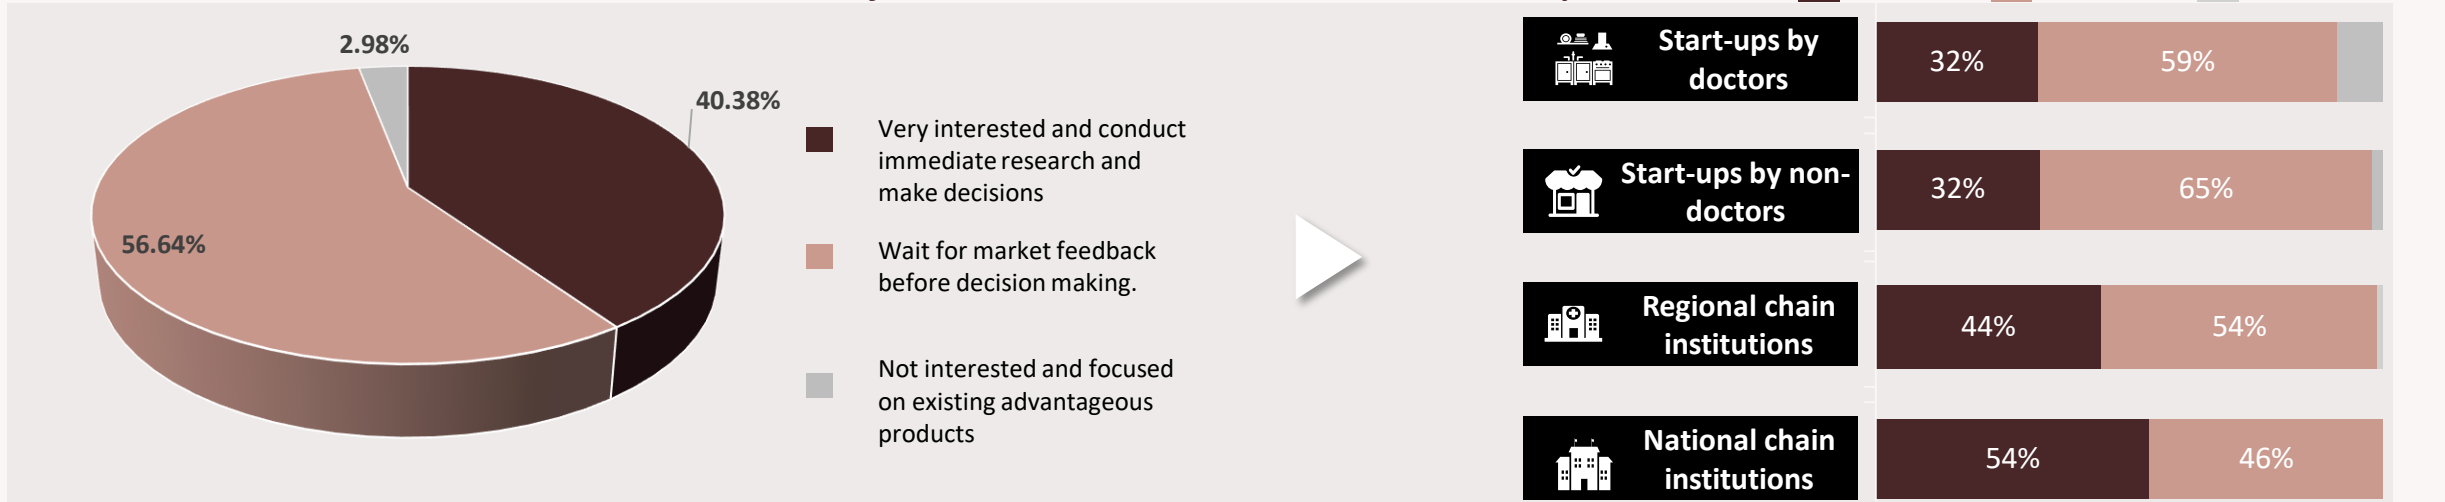 2.98%
40.38%
56.64%
Very interested and conduct
immediate research and
make decisions
Wait for market feedback
before decision making.
Not interested and focused
on existing advantageous
products
Start-ups by
doctors
32%
59%
Start-ups by non-
doctors
32%
65%
Regional chain
institutions
44%
54%
National chain
institutions
54%
46%